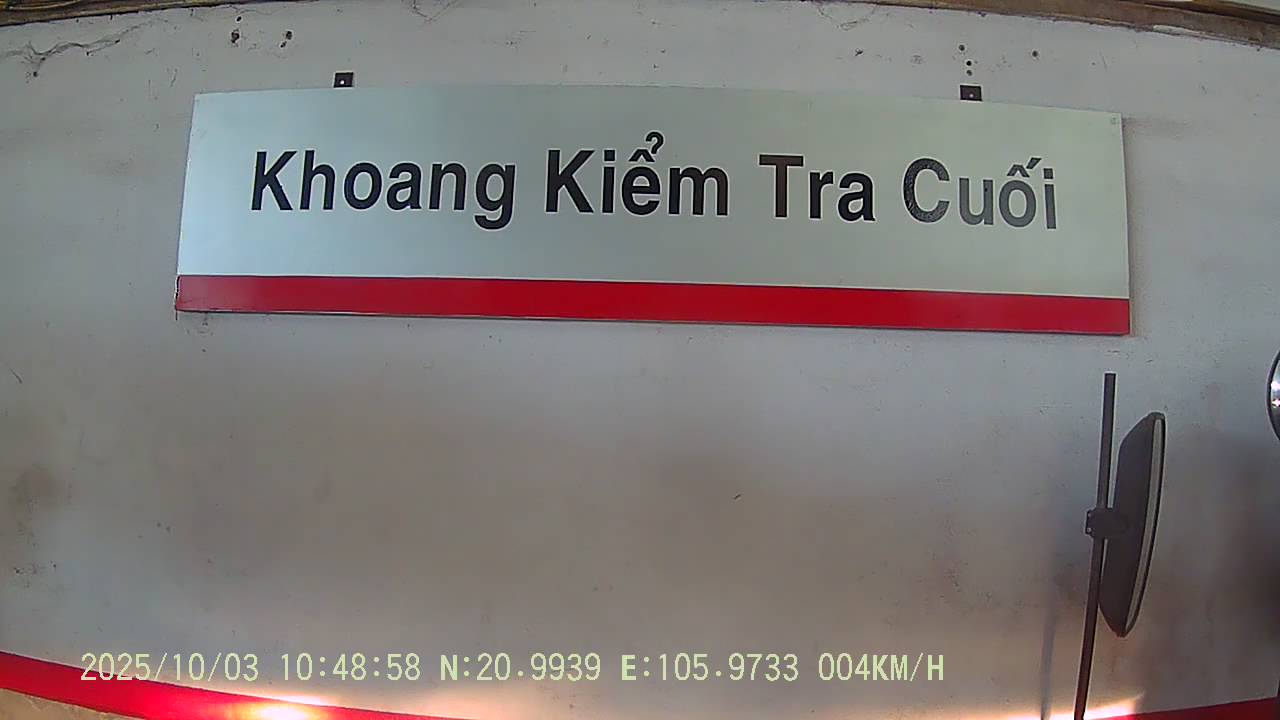 Khoang Kiểm Tra Cuối
2025/10/03 10:48:58 N:20.9939 E:105.9733 004KM/H